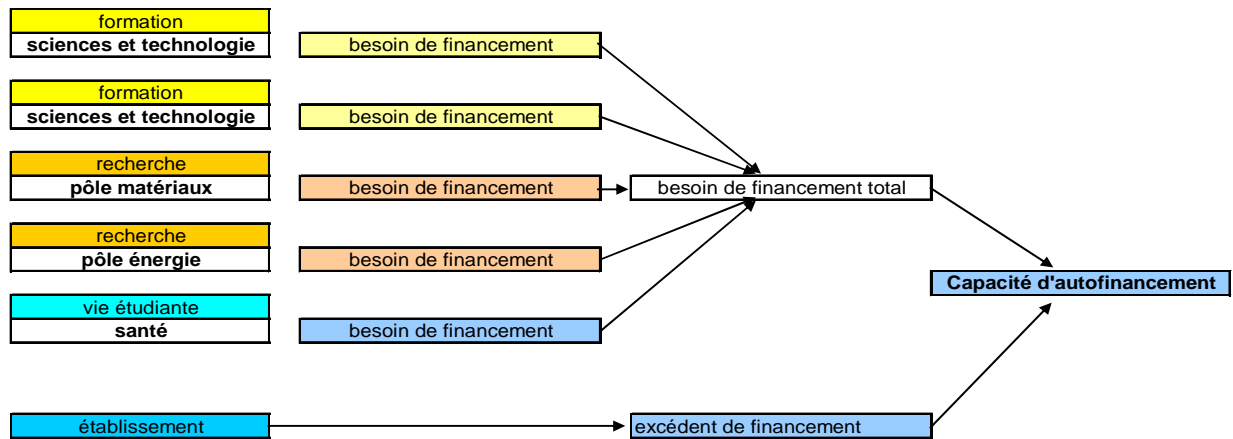 formation
sciences et technologie
besoin de financement
formation
sciences et technologie
besoin de financement
recherche
pôle matériaux
besoin de financement
besoin de financement total
recherche
pôle énergie
besoin de financement
Capacité d'autofinancement
vie étudiante
santé
besoin de financement
établissement
excédent de financement